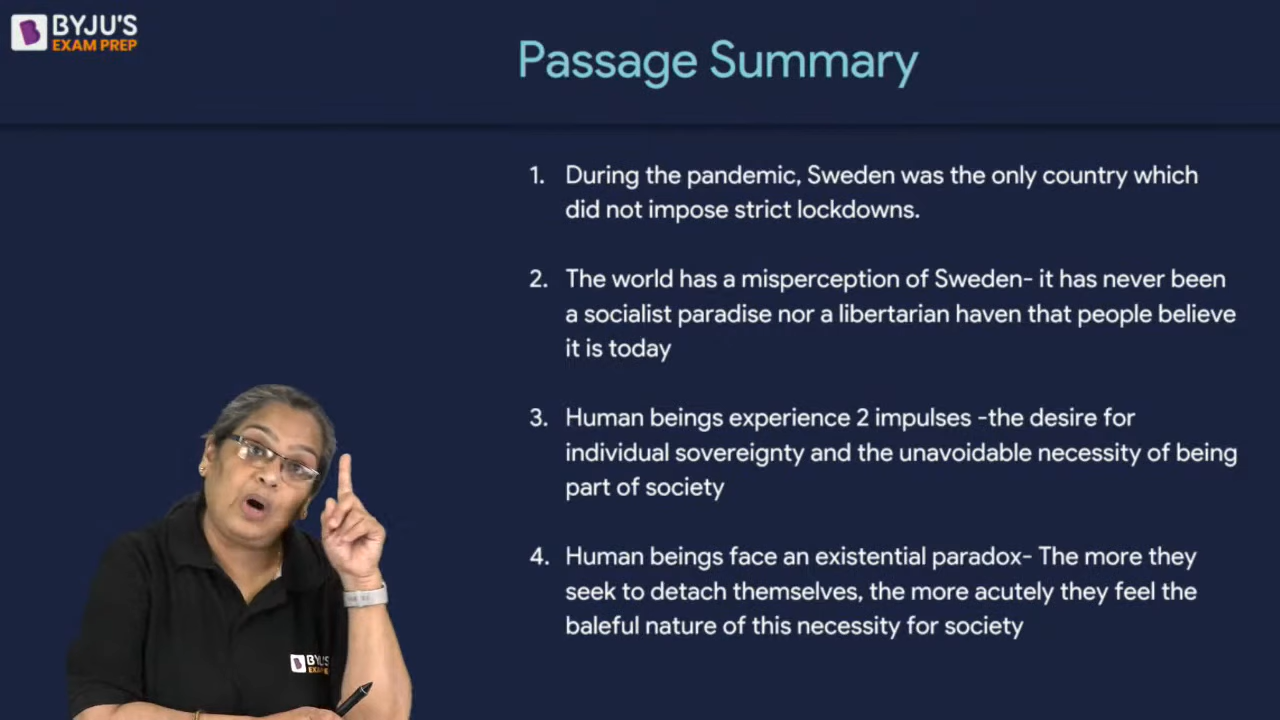 BYJU'S
EXAM PREP
Passage Summary
1. During the pandemic, Sweden was the only country which
did not impose strict lockdowns.
2. The world has a misperception of Sweden- it has never been
a socialist paradise nor a libertarian haven that people believe
it is today
3. Human beings experience 2 impulses -the desire for
individual sovereignty and the unavoidable necessity of being
part of society
4. Human beings face an existential paradox- The more they
seek to detach themselves, the more acutely they feel the
baleful nature of this necessity for society